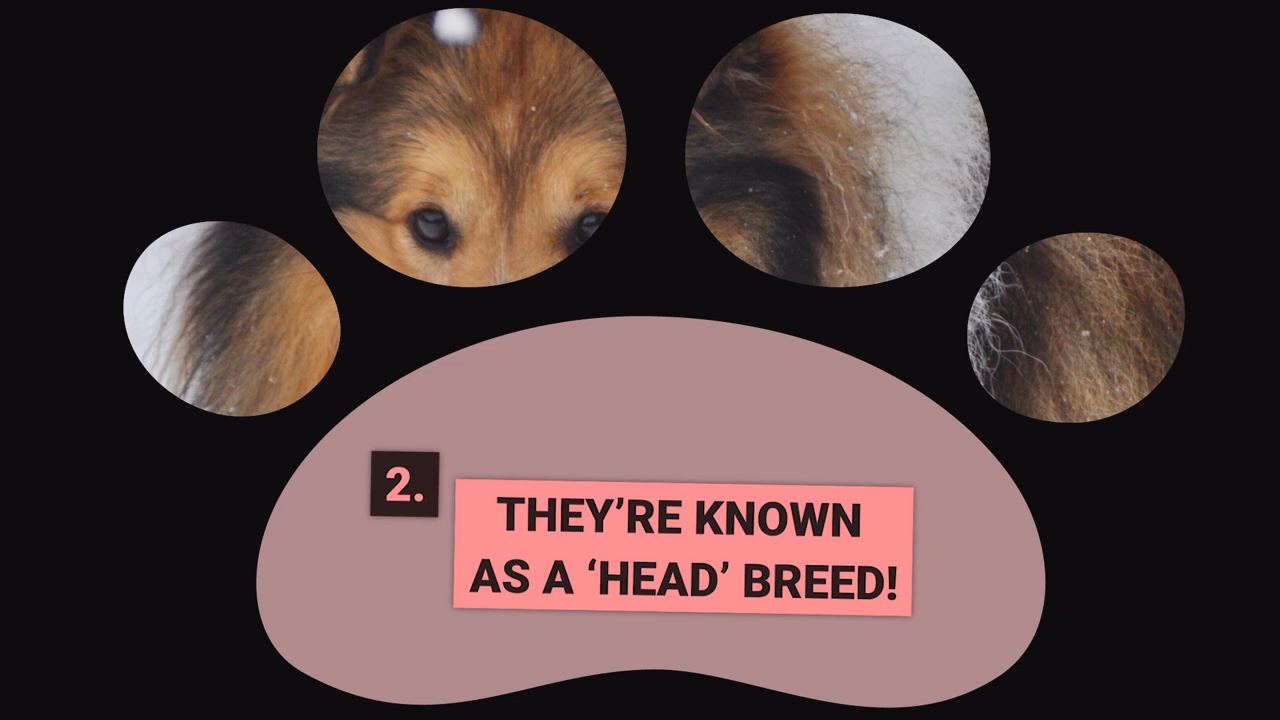 2.
THEY’RE KNOWN
AS A ‘HEAD’ BREED!